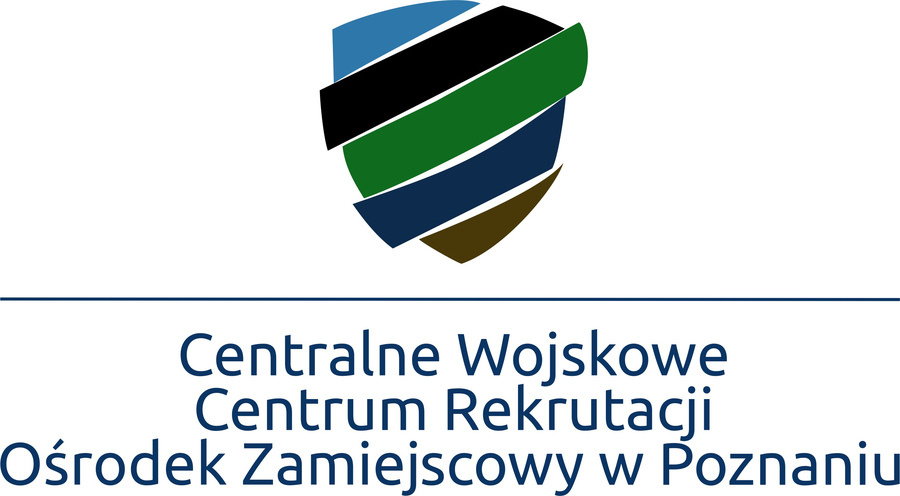 Centralne Wojskowe
Centrum Rekrutacji
Ośrodek Zamiejscowy w Poznaniu